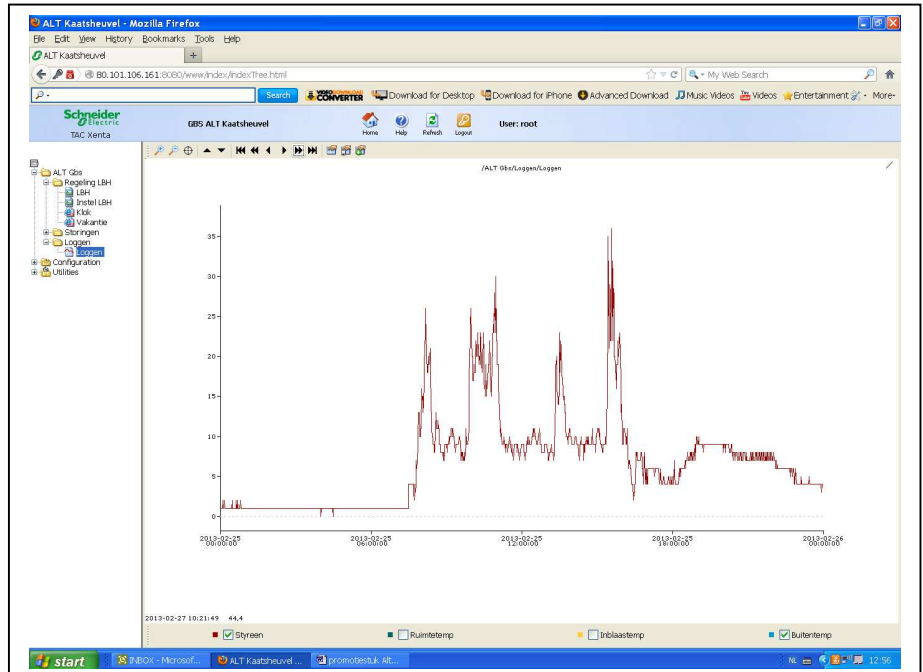 ALT Kaatsheuvel - Mozilla Firefox
File Edit View History Bookmarks Tools Help
ALT Kaatsheuvel +
80.101.106.161:8080/www/index/indexTree.html
My Web Search
Search VIDEO DOWNLOAD CONVERTER Download for Desktop Download for iPhone Advanced Download Music Videos Videos Entertainment More
Schneider Electric
TAC Xenta
GBS ALT Kaatsheuvel
Home Help Refresh Logout
User: root
ALT Gbs
Regeling LBH
LBH
Instel LBH
Klok
Vakantie
Storingen
Loggen
Loggen
Configuration
Utilities
/ALT Gbs/Loggen/Loggen
35
30
25
20
15
10
5
0
2013-02-25 00:00:00
2013-02-25 06:00:00
2013-02-25 12:00:00
2013-02-25 18:00:00
2013-02-26 00:00:00
2013-02-27 10:21:49 44,4
Styreen Ruimtetemp Inblaastemp Buitentemp
start INBOX - Microsof... ALT Kaatsheuvel ... promotiestuk Alt... NL 12:56